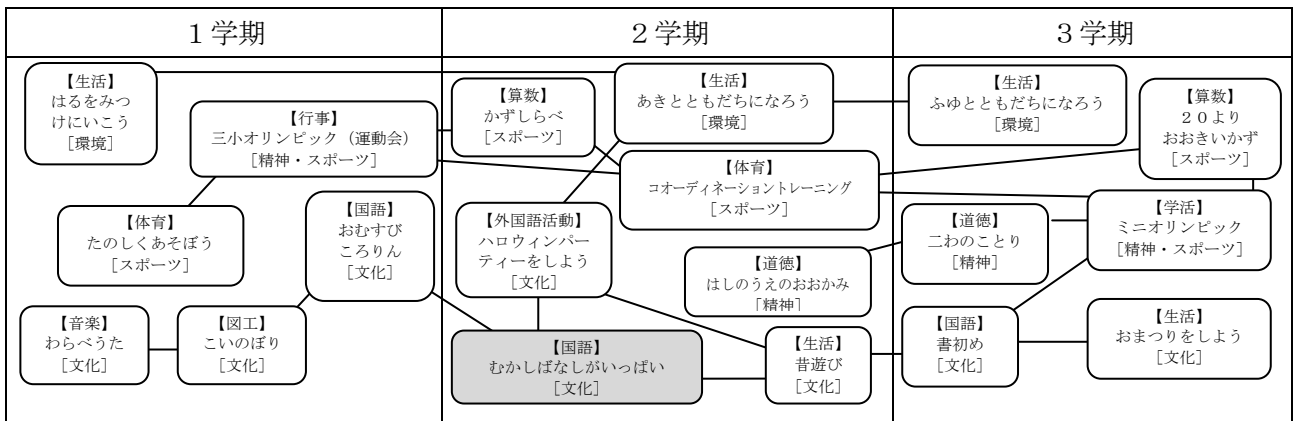 １学期
２学期
３学期
【生活】
はるをみつ
けにいこう
［環境］
【行事】
三小オリンピック（運動会）
［精神・スポーツ］
【体育】
たのしくあそぼう
［スポーツ］
【国語】
おむすび
ころりん
［文化］
【音楽】
わらべうた
［文化］
【図工】
こいのぼり
［文化］
【算数】
かずしらべ
［スポーツ］
【生活】
あきとともだちになろう
［環境］
【体育】
コオーディネーショントレーニング
［スポーツ］
【外国語活動】
ハロウィンパー
ティーをしよう
［文化］
【道徳】
はしのうえのおおかみ
［精神］
【国語】
むかしばなしがいっぱい
［文化］
【生活】
昔遊び
［文化］
【生活】
ふゆとともだちになろう
［環境］
【算数】
２０より
おおきいかず
［スポーツ］
【道徳】
二わのことり
［精神］
【学活】
ミニオリンピック
［精神・スポーツ］
【国語】
書初め
［文化］
【生活】
おまつりをしよう
［文化］